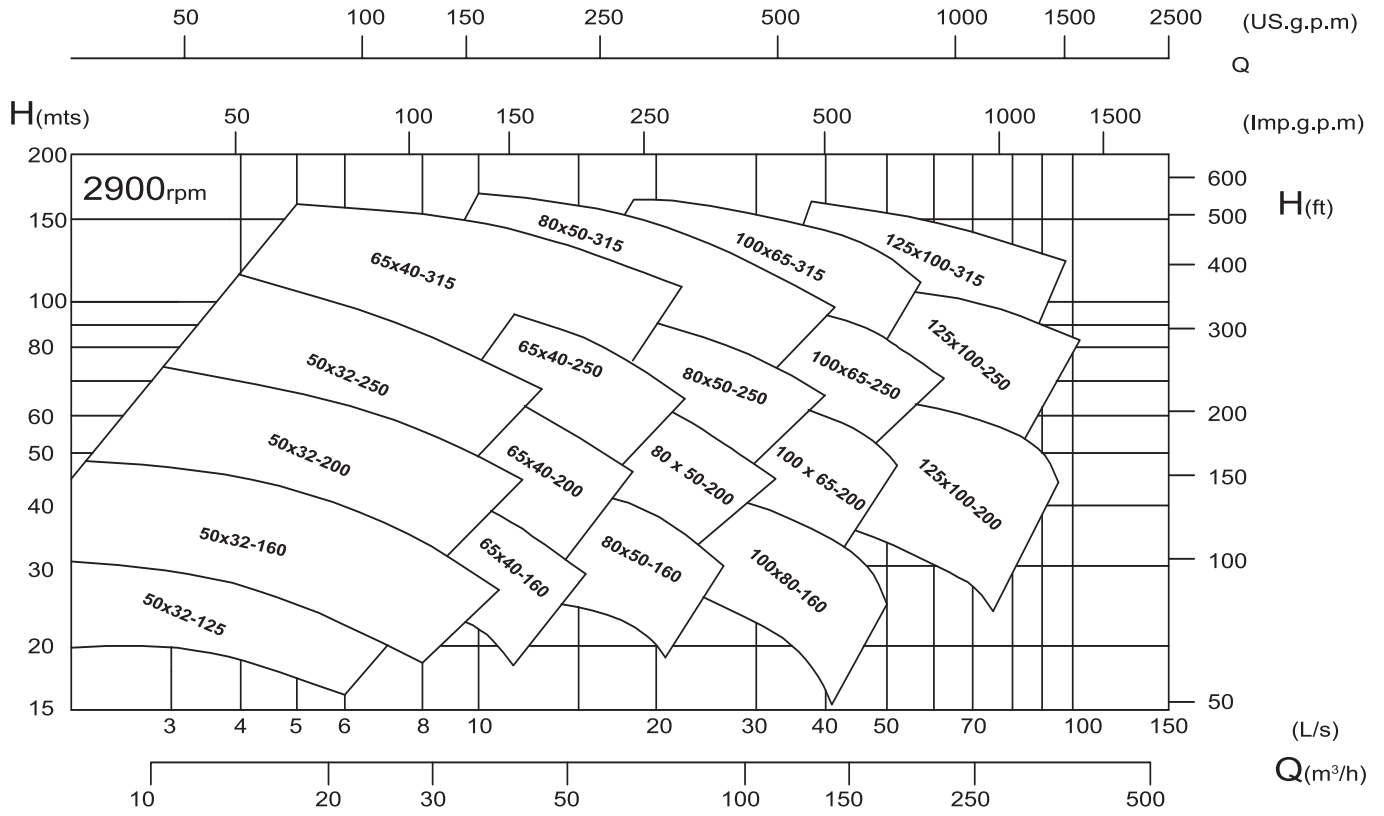 50 100 150 250 500 1000 1500 2500 (US.g.p.m)
Q
H(mts) 50 100 150 250 500 1000 1500 (Imp.g.p.m)
200
2900rpm
600
H(ft)
150
500
80x50-315
100x65-315
125x100-315
65x40-315
400
100
300
80
65x40-250
125x100-250
50x32-250
80x50-250
100x65-250
60
200
50
50x32-200
65x40-200
80 x 50-200
100 x 65-200
125x100-200
150
40
50x32-160
65x40-160
80x50-160
100x80-160
30
100
50x32-125
20
15
50
3 4 5 6 8 10 20 30 40 50 70 100 150 (L/s)
Q(m³/h)
10 20 30 50 100 150 250 500